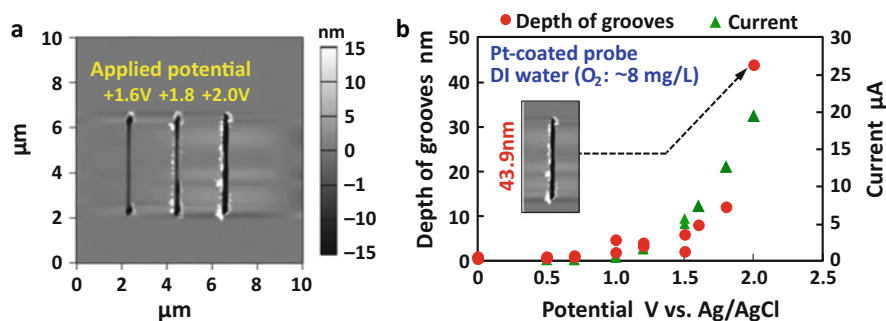 a
nm
10
8
6
4
2
0
μm
Applied potential
+1.6V +1.8 +2.0V
0 2 4 6 8 10
μm
15
10
5
0
−5
−10
−15
b
Depth of grooves
Current
50
40
30
20
10
0
Depth of grooves nm
Pt-coated probe
DI water (O₂: ~8 mg/L)
43.9nm
30
25
20
15
10
5
0
Current μA
0 0.5 1.0 1.5 2.0 2.5
Potential V vs. Ag/AgCl